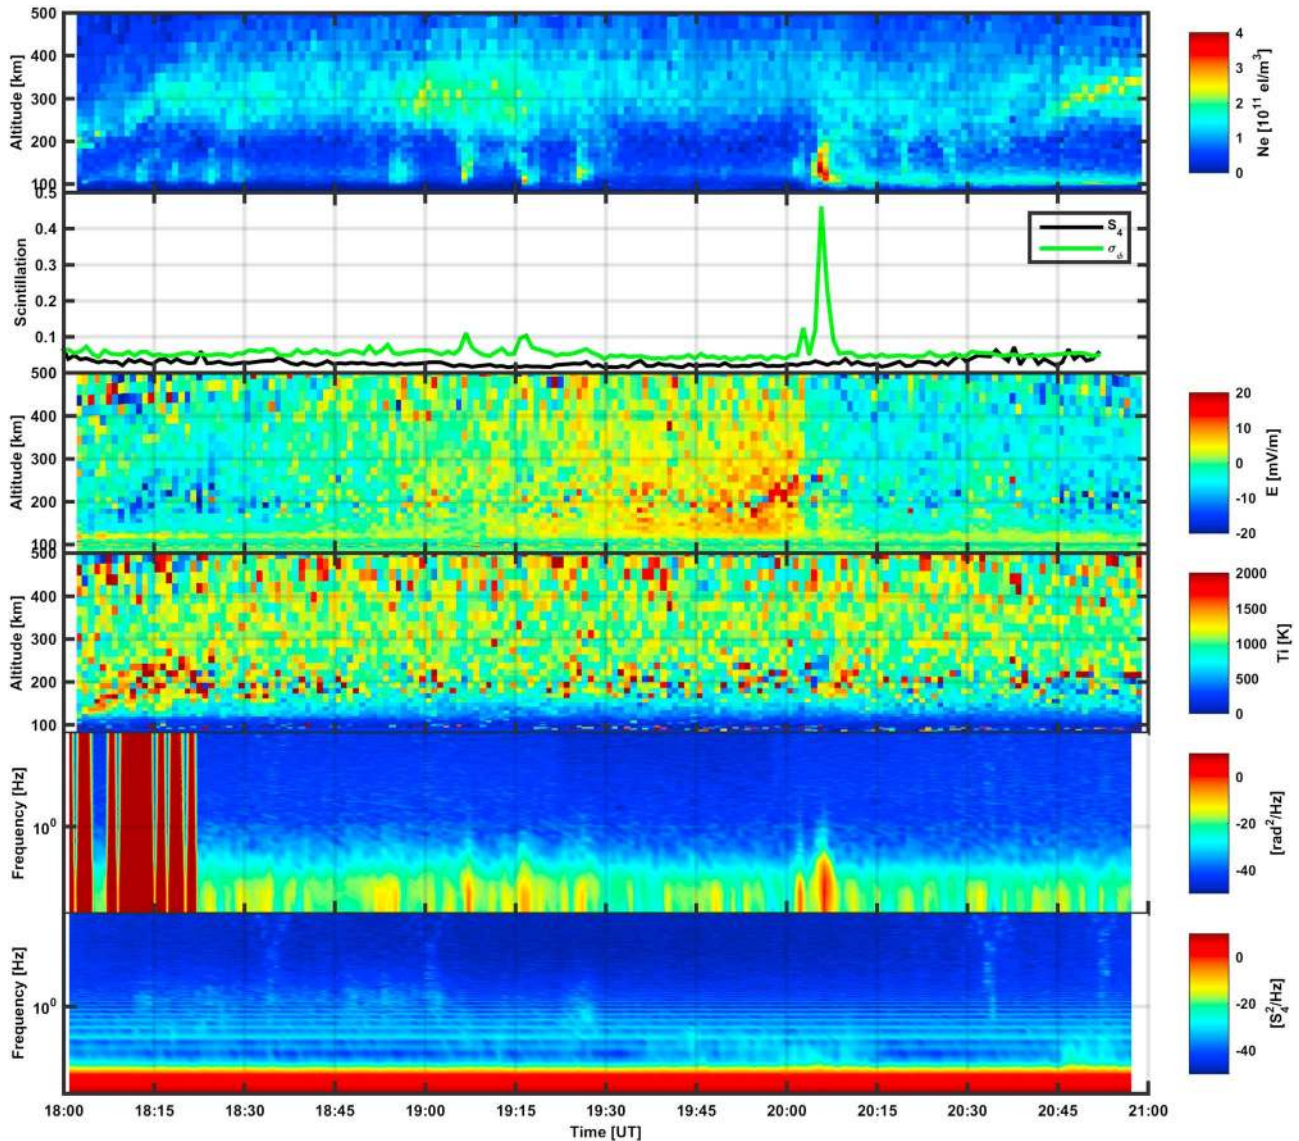 500
400
300
200
100
Altitude [km]
4
3
2
1
0
Ne [10¹¹ el/m³]
0.5
0.4
0.3
0.2
0.1
Scintillation
S₄
σ
500
400
300
200
100
Altitude [km]
20
10
0
-10
-20
E [mV/m]
500
400
300
200
100
Altitude [km]
2000
1500
1000
500
0
Ti [K]
10⁰
Frequency [Hz]
0
-20
-40
[rad²/Hz]
10⁰
Frequency [Hz]
0
-20
-40
[S₄²/Hz]
18:00 18:15 18:30 18:45 19:00 19:15 19:30 19:45 20:00 20:15 20:30 20:45 21:00
Time [UT]